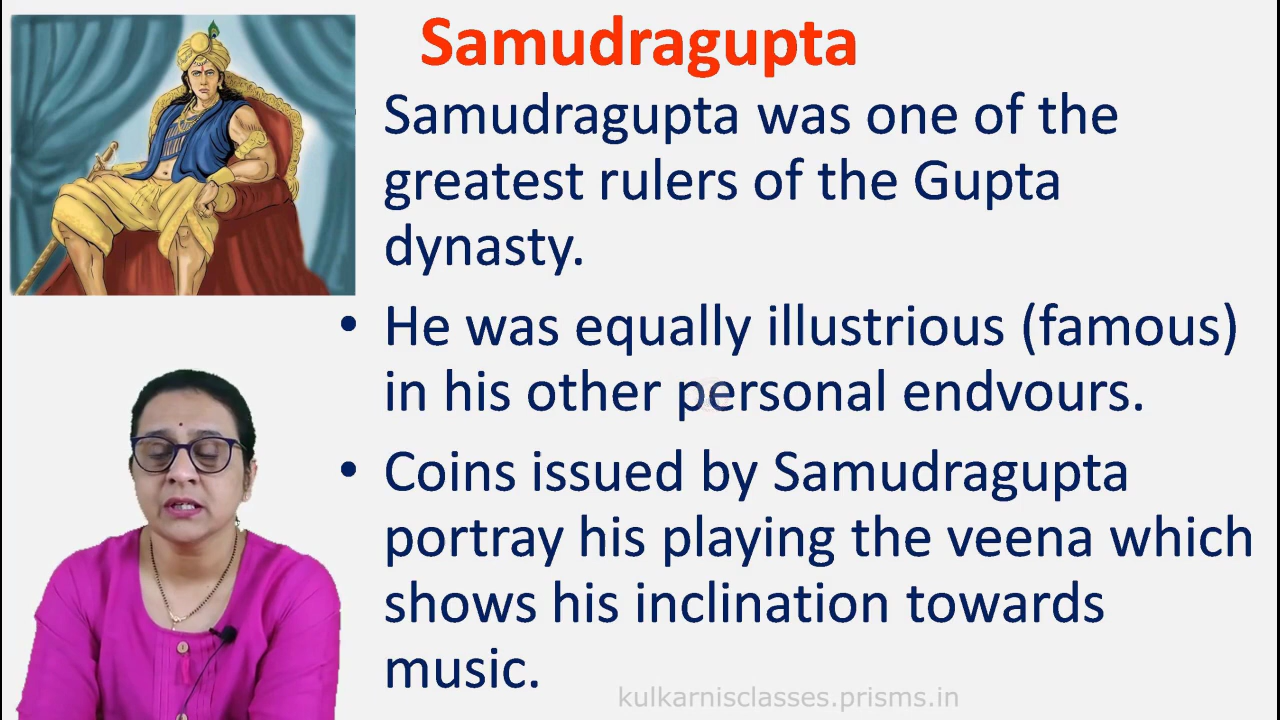 Samudragupta
Samudragupta was one of the
greatest rulers of the Gupta
dynasty.
• He was equally illustrious (famous)
in his other personal endvours.
• Coins issued by Samudragupta
portray his playing the veena which
shows his inclination towards
music.
kulkarnisclasses.prisms.in